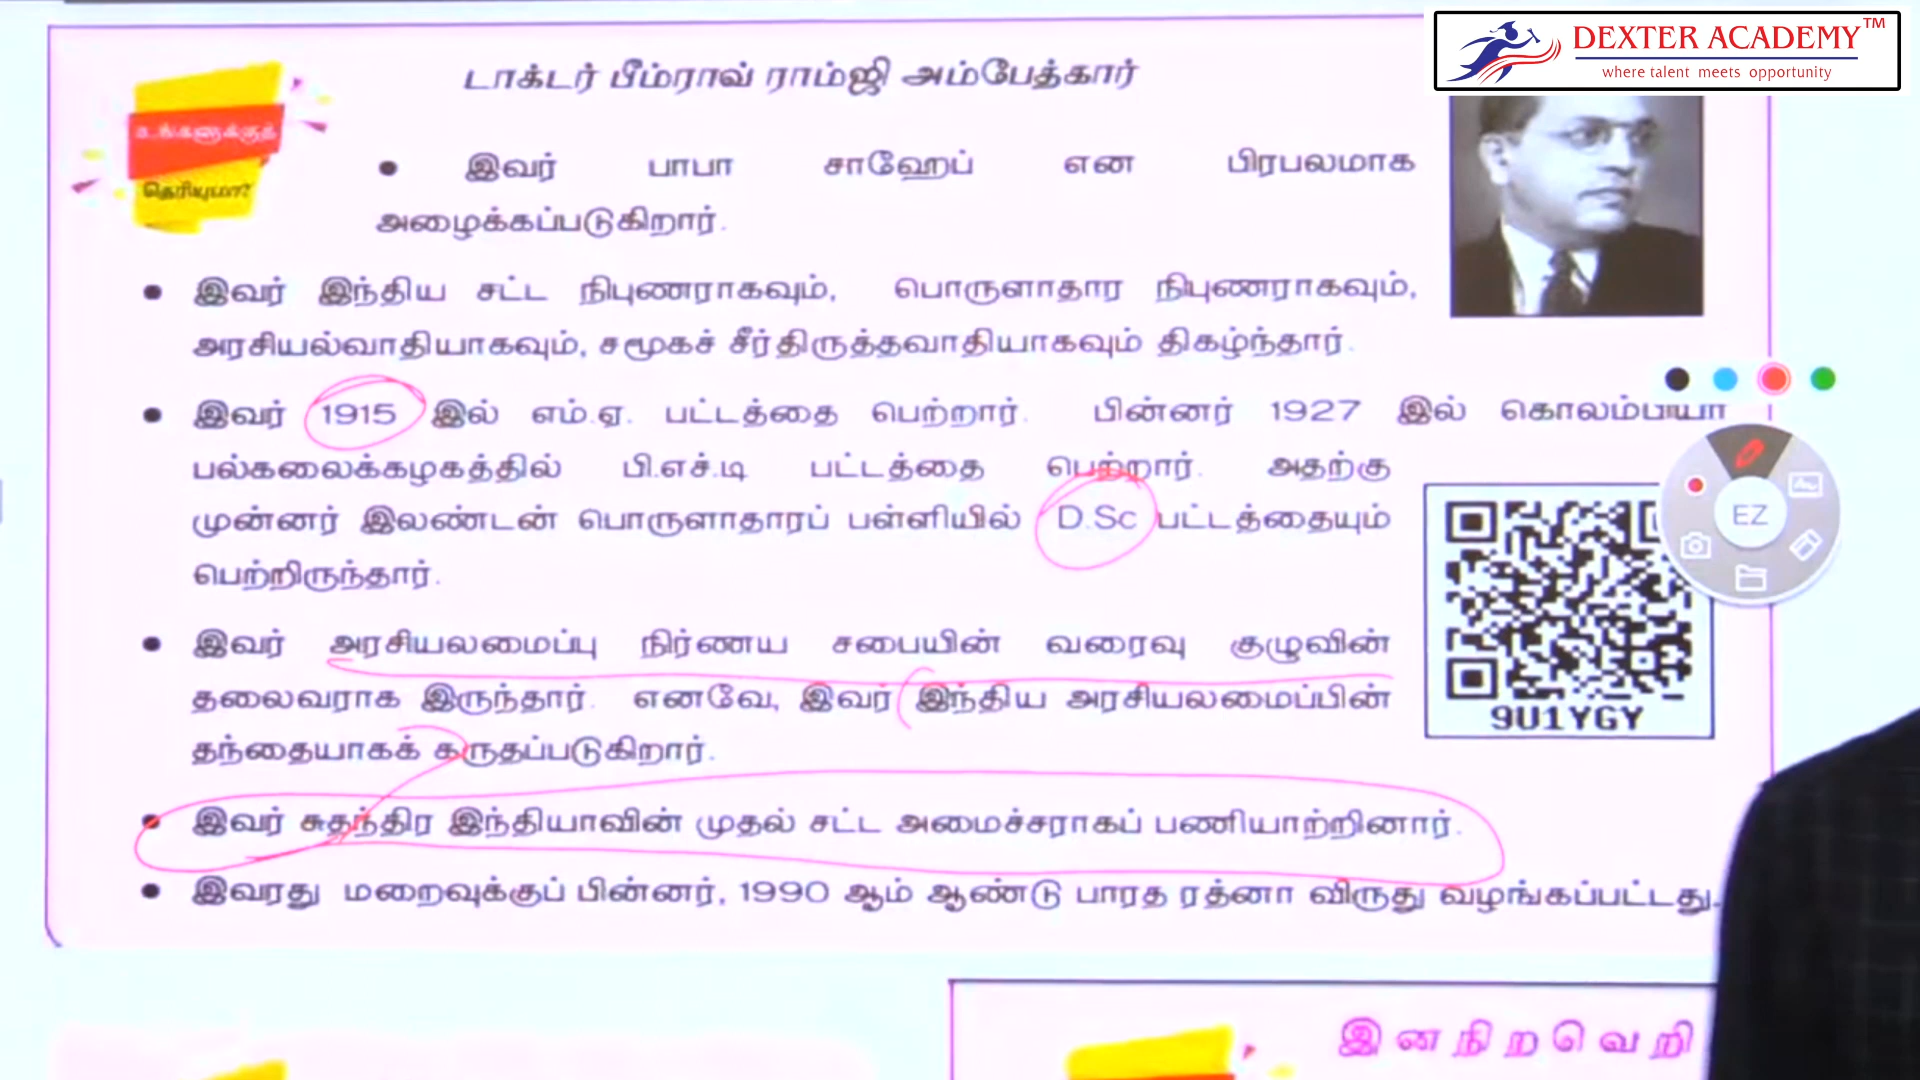 DEXTER ACADEMY™
where talent meets opportunity
டாக்டர் பீம்ராவ் ராம்ஜி அம்பேத்கார்
உங்களுக்குத்
தெரியுமா?
● இவர் பாபா சாஹேப் என பிரபலமாக
அழைக்கப்படுகிறார்.
● இவர் இந்திய சட்ட நிபுணராகவும், பொருளாதார நிபுணராகவும்,
அரசியல்வாதியாகவும், சமூகச் சீர்திருத்தவாதியாகவும் திகழ்ந்தார்.
● இவர் 1915 இல் எம்.ஏ. பட்டத்தை பெற்றார். பின்னர் 1927 இல் கொலம்பியா
பல்கலைக்கழகத்தில் பி.எச்.டி பட்டத்தை பெற்றார். அதற்கு
முன்னர் இலண்டன் பொருளாதாரப் பள்ளியில் D.Sc பட்டத்தையும்
பெற்றிருந்தார்.
EZ
● இவர் அரசியலமைப்பு நிர்ணய சபையின் வரைவு குழுவின்
தலைவராக இருந்தார். எனவே, இவர் இந்திய அரசியலமைப்பின்
தந்தையாகக் கருதப்படுகிறார்.
9U1YGY
● இவர் சுதந்திர இந்தியாவின் முதல் சட்ட அமைச்சராகப் பணியாற்றினார்.
● இவரது மறைவுக்குப் பின்னர், 1990 ஆம் ஆண்டு பாரத ரத்னா விருது வழங்கப்பட்டது.
இனநிறவெறி